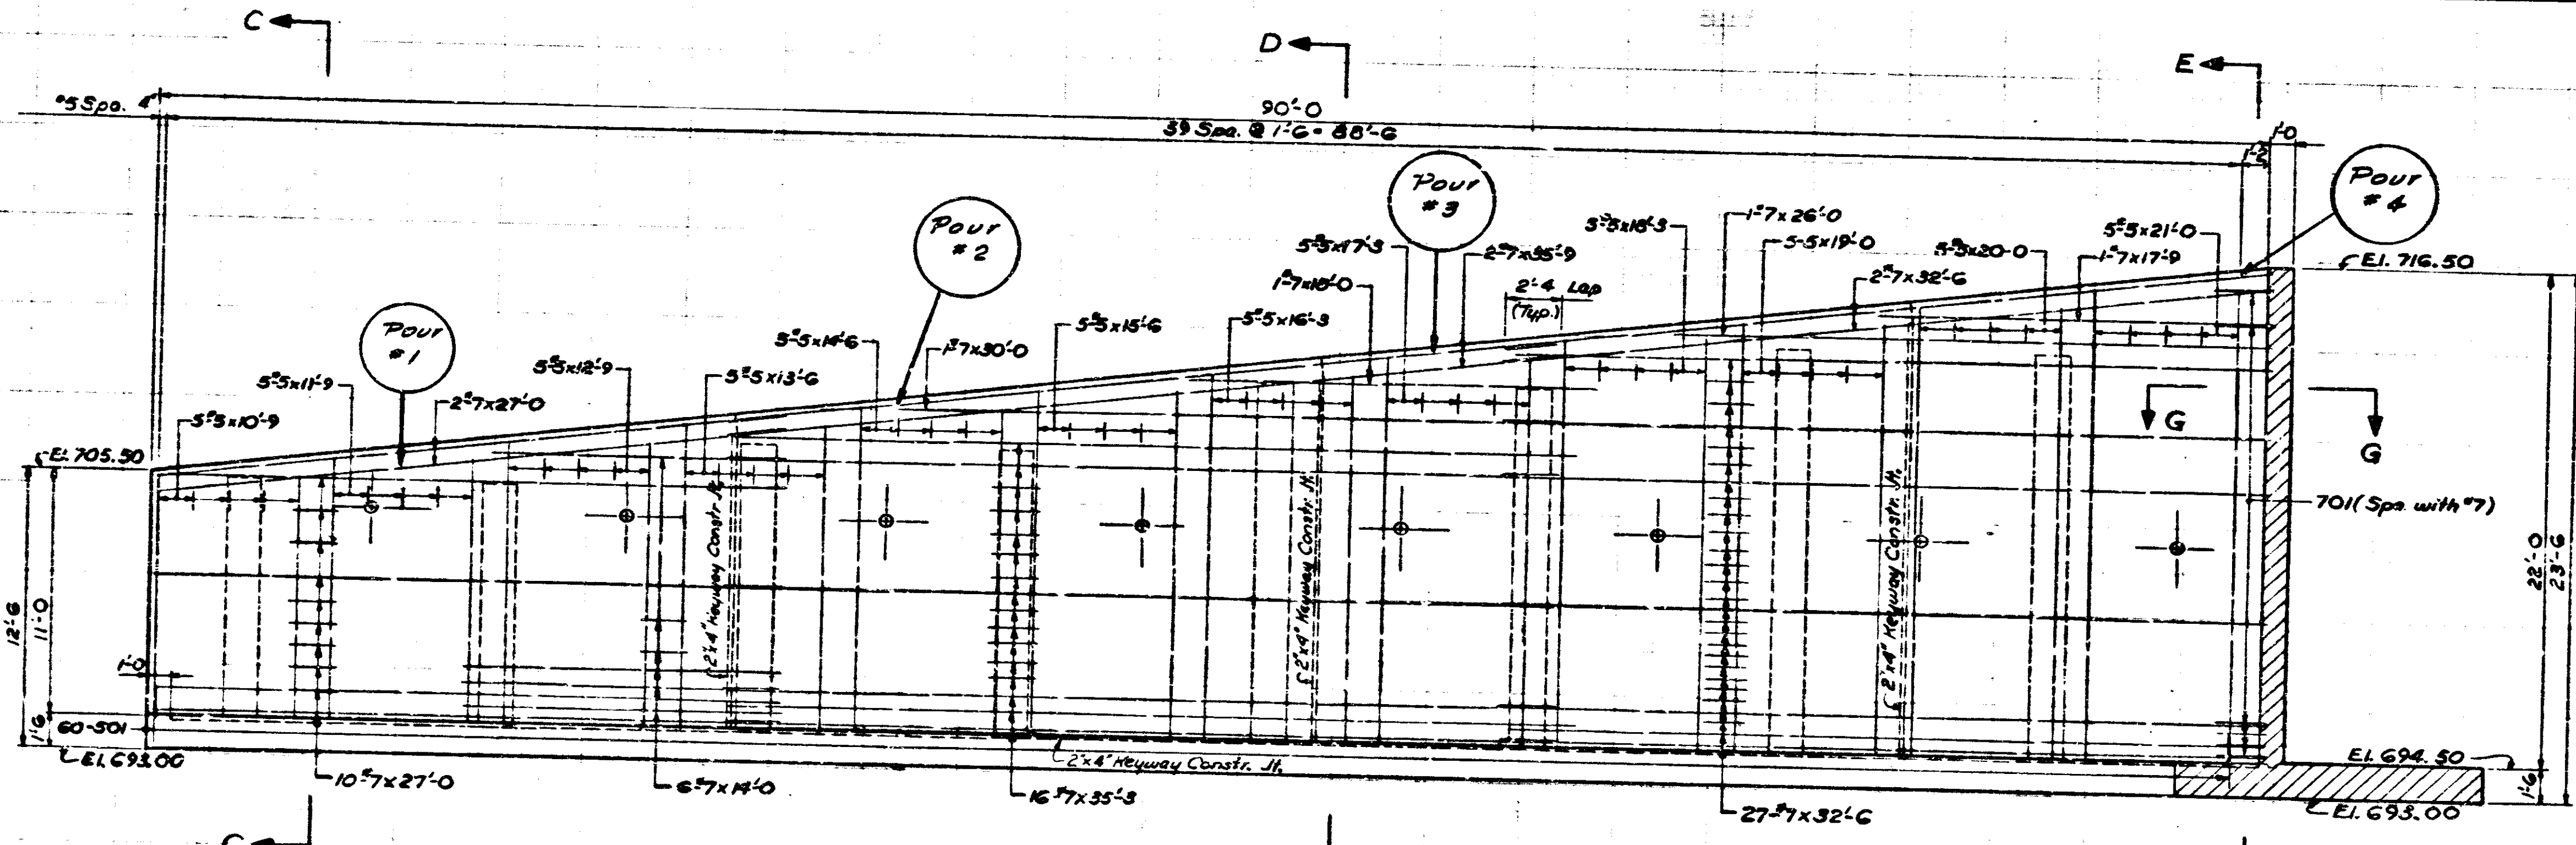 C
D
E
#5 Spa. 4"
90'-0
59 Spa. @ 1'-6 = 88'-6
1'-0
1'-2
Pour #1
Pour #2
Pour #3
Pour #4
5-#5x10'-9
5-#5x11'-9
2-#7x27'-0
5-#5x12'-9
5-#5x13'-6
5-5x14'-6
1-#7x30'-0
5-#5x15'-6
5-#5x16'-3
1-7x18'-0
5-#5x17'-3
2-#7x35'-9
2'-4 Lap
(Typ.)
5-#5x18'-3
1-#7x26'-0
5-5x19'-0
2-#7x32'-6
5-#5x20'-0
1-#7x17'-9
5-#5x21'-0
El. 716.50
El. 705.50
G
G
701 (Spa. with #7)
12'-6
11'-0
1'-6
1'-0
22'-0
23'-6
1'-6
2"x4" Keyway Constr. Jt.
2"x4" Keyway Constr. Jt.
2"x4" Keyway Constr. Jt.
60-501
El. 693.00
2"x4" Keyway Constr. Jt.
El. 694.50
El. 693.00
10-#7x27'-0
6-#7x14'-0
16-#7x35'-3
27-#7x32'-6
C